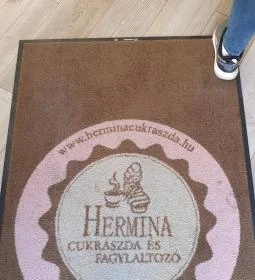 www.herminacukraszda.hu
HERMINA
CUKRÁSZDA ÉS
FAGYLALTOZÓ